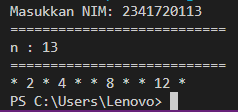 Masukkan NIM: 2341720113
============================
n : 13
============================
* 2 * 4 * * 8 * * 12 *
PS C:\Users\Lenovo>